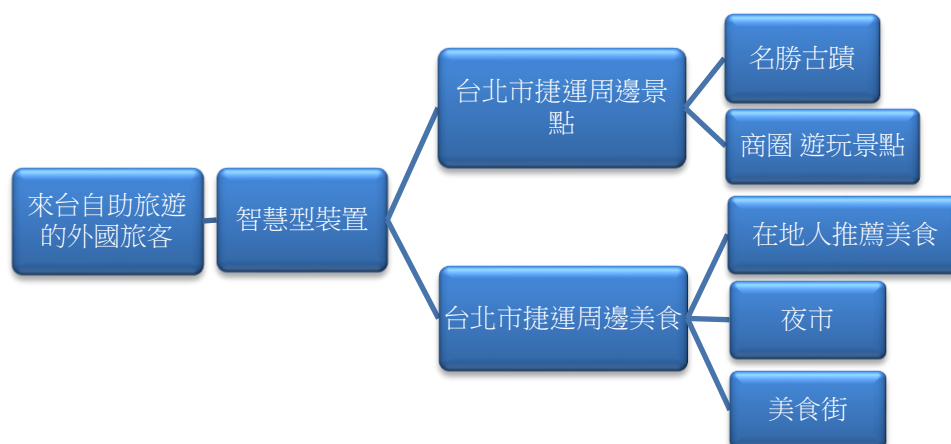 來台自助旅遊
的外國旅客
智慧型裝置
台北市捷運周邊景
點
名勝古蹟
商圈 遊玩景點
台北市捷運周邊美食
在地人推薦美食
夜市
美食街